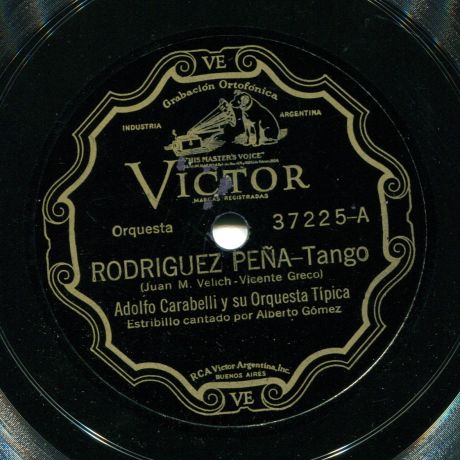 VE
Grabación Ortofónica
INDUSTRIA
ARGENTINA
"HIS MASTER'S VOICE"
VICTOR
MARCAS REGISTRADAS
Orquesta
37225-A
RODRIGUEZ PEÑA-Tango
(Juan M. Velich-Vicente Greco)
Adolfo Carabelli y su Orquesta Típica
Estribillo cantado por Alberto Gómez
RCA Victor Argentina, Inc.
BUENOS AIRES
VE